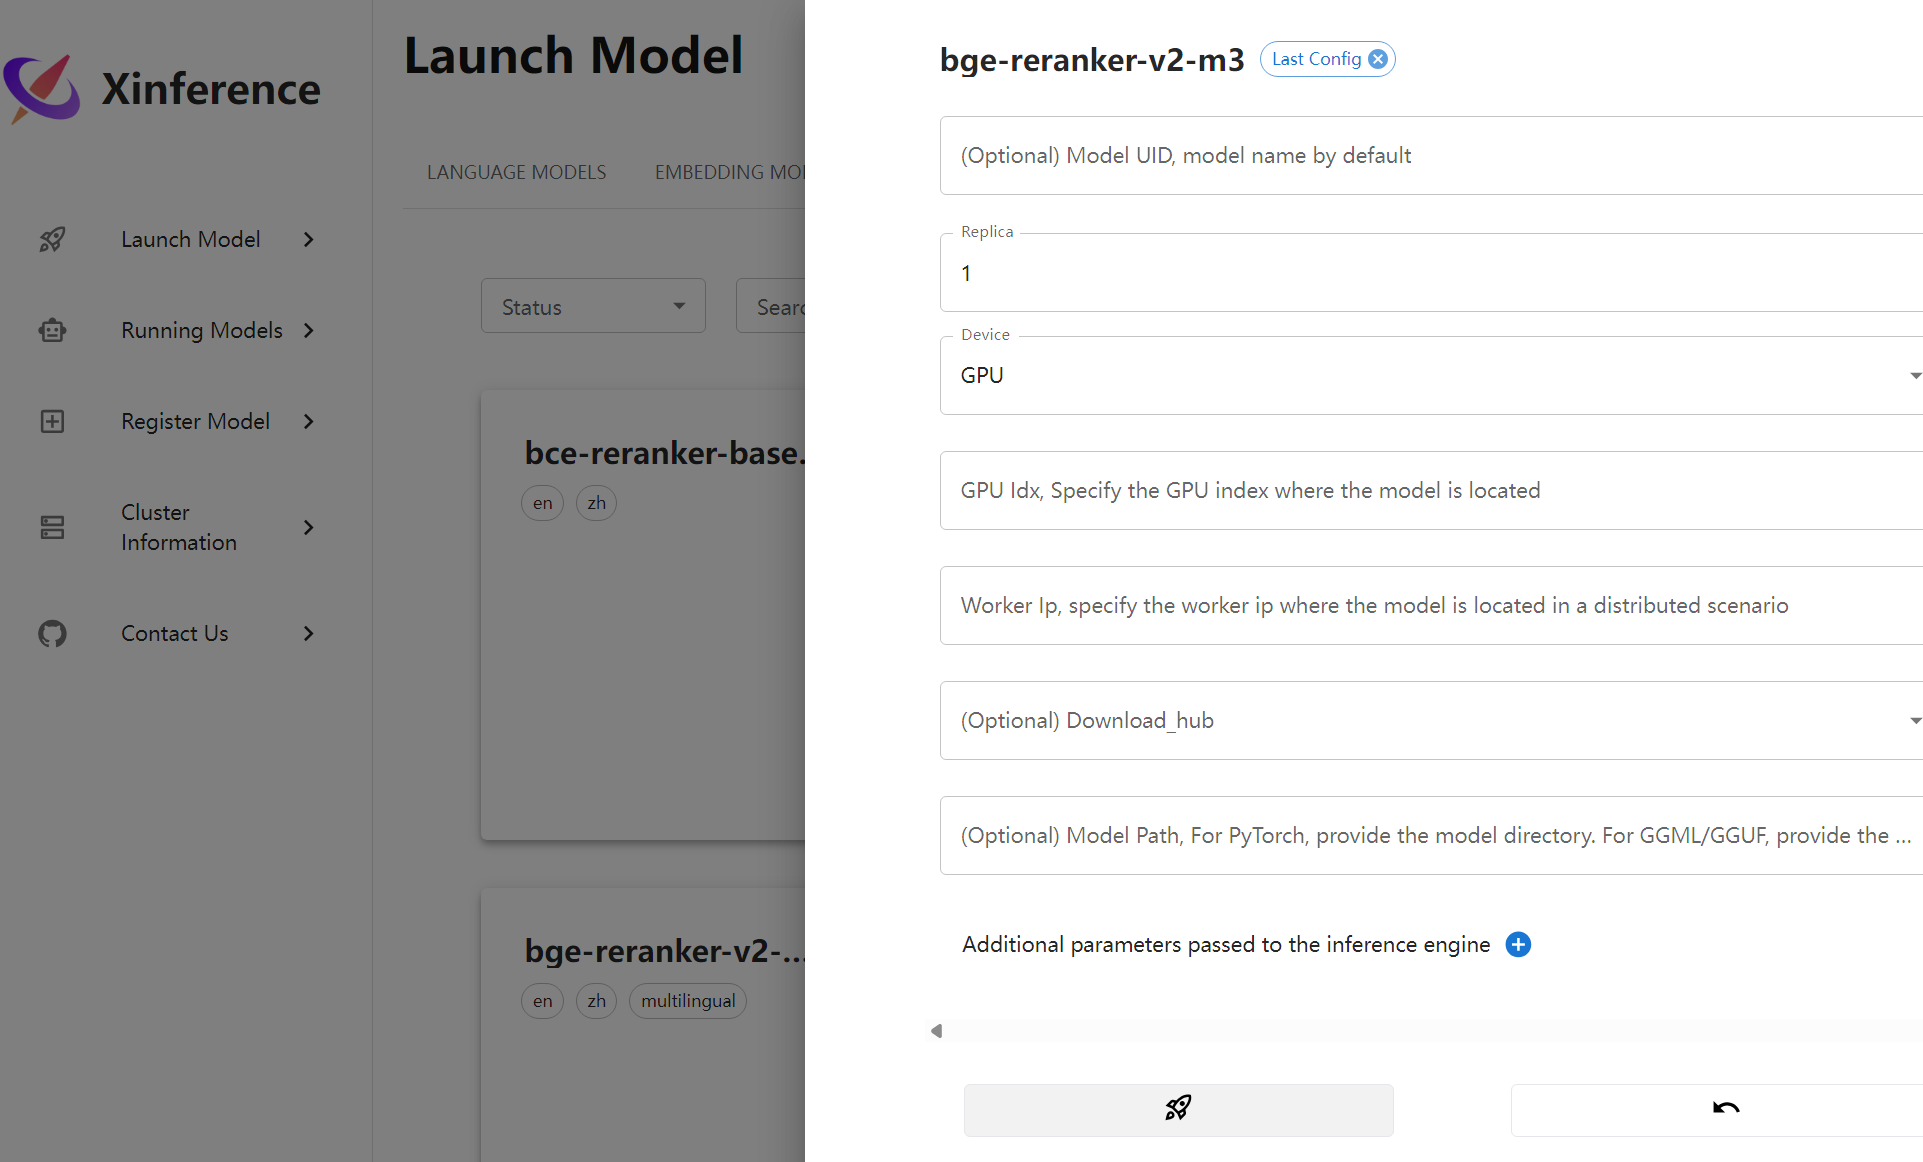 Xinference
Launch Model
Running Models
Register Model
Cluster
Information
Contact Us
Launch Model
LANGUAGE MODELS
EMBEDDING MO
Status
Sear
bce-reranker-base.
en
zh
bge-reranker-v2-...
en
zh
multilingual
bge-reranker-v2-m3
Last Config
(Optional) Model UID, model name by default
Replica
1
Device
GPU
GPU Idx, Specify the GPU index where the model is located
Worker Ip, specify the worker ip where the model is located in a distributed scenario
(Optional) Download_hub
(Optional) Model Path, For PyTorch, provide the model directory. For GGML/GGUF, provide the ...
Additional parameters passed to the inference engine